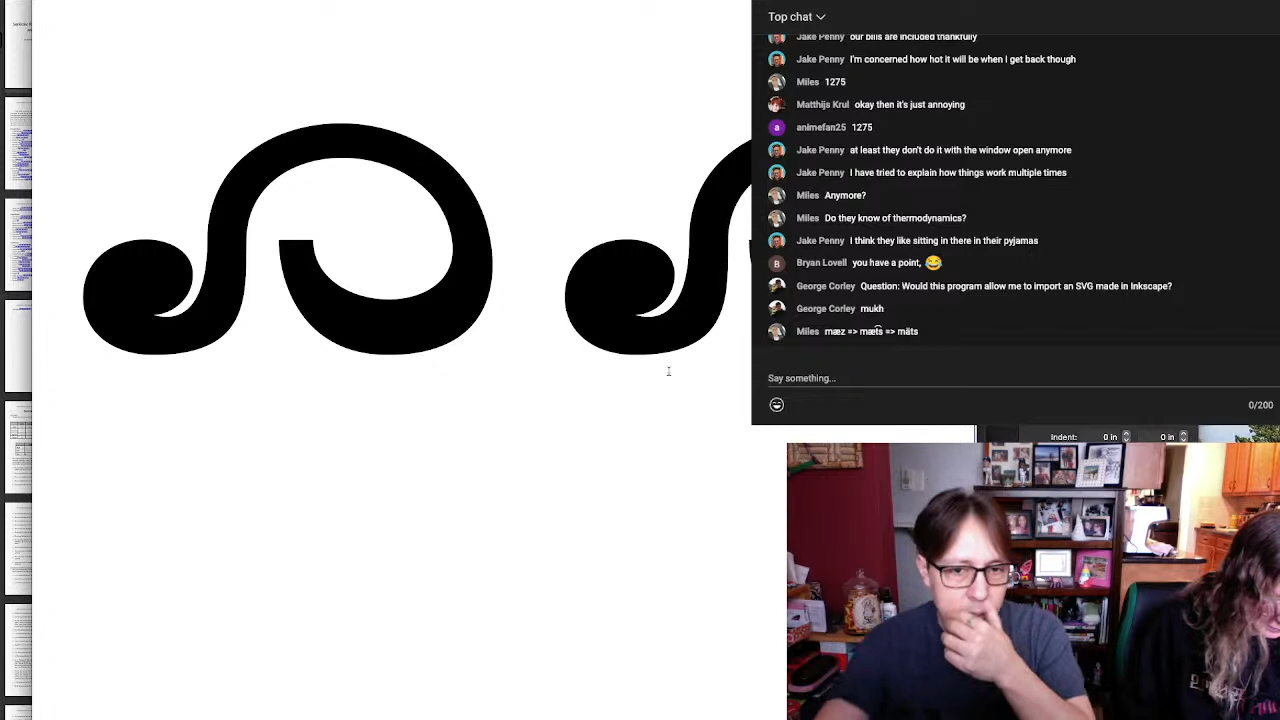 Top chat
Jake Penny our bills are included thankfully
Jake Penny I'm concerned how hot it will be when I get back though
Miles 1275
Matthijs Krul okay then it's just annoying
a animefan25 1275
Jake Penny at least they don't do it with the window open anymore
Jake Penny I have tried to explain how things work multiple times
Miles Anymore?
Miles Do they know of thermodynamics?
Jake Penny I think they like sitting in there in their pyjamas
B Bryan Lovell you have a point, 😂
George Corley Question: Would this program allow me to import an SVG made in Inkscape?
George Corley mukh
Miles mæz => mæt͡s => mäts
Say something...
0/200
Indent: 0 in 0 in